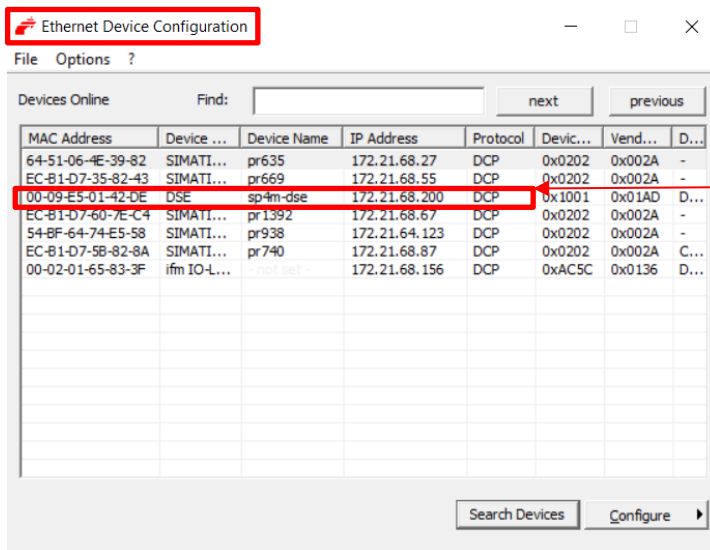 Ethernet Device Configuration
File Options ?
Devices Online Find: next previous
MAC Address Device ... Device Name IP Address Protocol Devic... Vend... D...
64-51-06-4E-39-82 SIMATI... pr635 172.21.68.27 DCP 0x0202 0x002A -
EC-B1-D7-35-82-43 SIMATI... pr669 172.21.68.55 DCP 0x0202 0x002A -
00-09-E5-01-42-DE DSE sp4m-dse 172.21.68.200 DCP 0x1001 0x01AD D...
EC-B1-D7-60-7E-C4 SIMATI... pr1392 172.21.68.67 DCP 0x0202 0x002A -
54-BF-64-74-E5-58 SIMATI... pr938 172.21.64.123 DCP 0x0202 0x002A -
EC-B1-D7-5B-82-8A SIMATI... pr740 172.21.68.87 DCP 0x0202 0x002A C...
00-02-01-65-83-3F ifm IO-L... - not set - 172.21.68.156 DCP 0xAC5C 0x0136 D...
Search Devices Configure